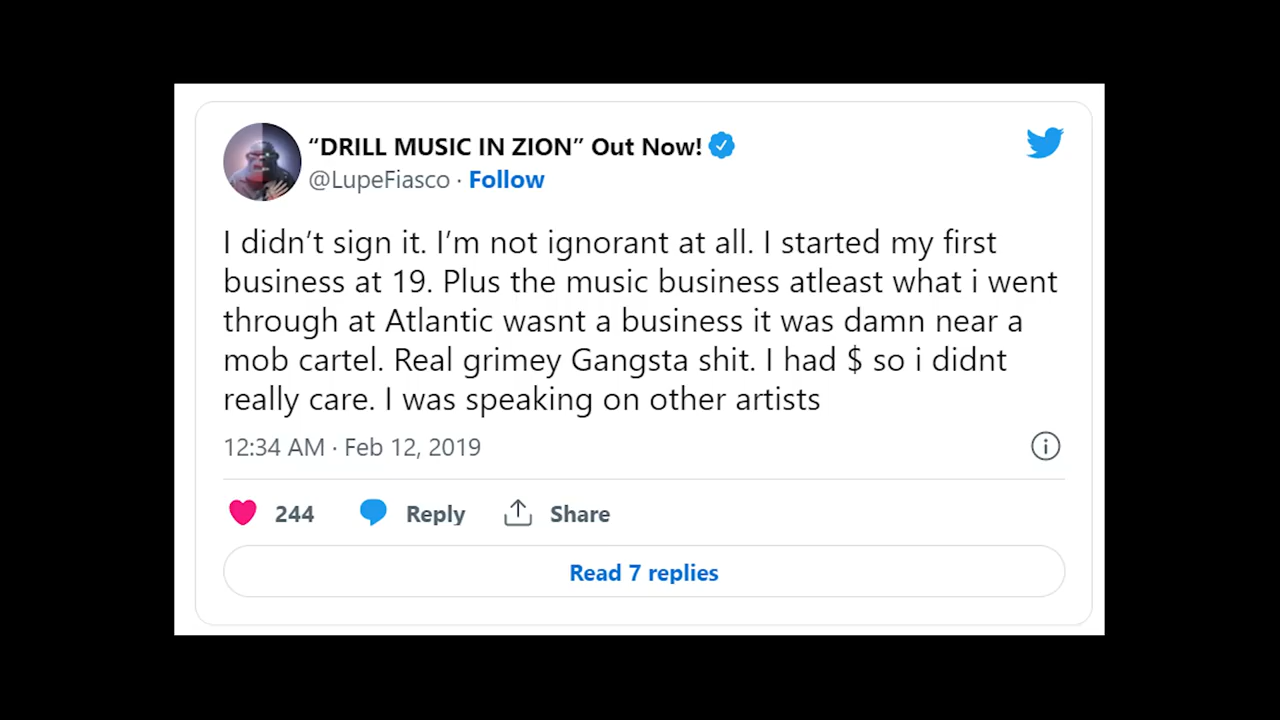 “DRILL MUSIC IN ZION” Out Now!
@LupeFiasco · Follow
I didn’t sign it. I’m not ignorant at all. I started my first
business at 19. Plus the music business atleast what i went
through at Atlantic wasnt a business it was damn near a
mob cartel. Real grimey Gangsta shit. I had $ so i didnt
really care. I was speaking on other artists
12:34 AM · Feb 12, 2019
244 Reply Share
Read 7 replies